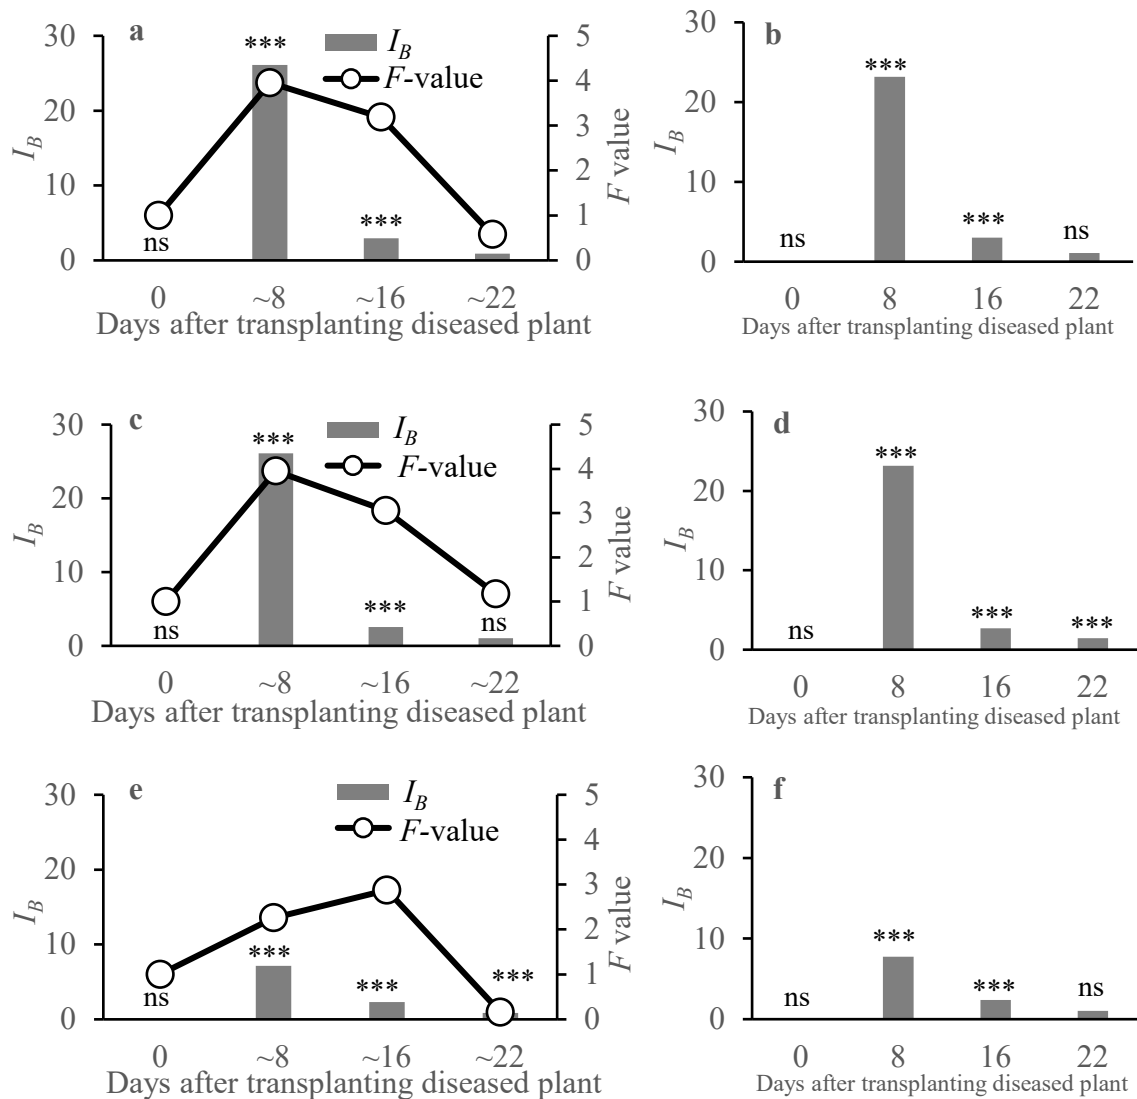 a
30
20
10
0
I_B
***
ns
***
I_B
F-value
5
4
3
2
1
0
F value
0 ~8 ~16 ~22
Days after transplanting diseased plant
b
30
20
10
0
I_B
ns
***
***
ns
0 8 16 22
Days after transplanting diseased plant
c
30
20
10
0
I_B
ns
***
***
ns
I_B
F-value
5
4
3
2
1
0
F value
0 ~8 ~16 ~22
Days after transplanting diseased plant
d
30
20
10
0
I_B
ns
***
***
***
0 8 16 22
Days after transplanting diseased plant
e
30
20
10
0
I_B
ns
***
***
***
I_B
F-value
5
4
3
2
1
0
F value
0 ~8 ~16 ~22
Days after transplanting diseased plant
f
30
20
10
0
I_B
ns
***
***
ns
0 8 16 22
Days after transplanting diseased plant